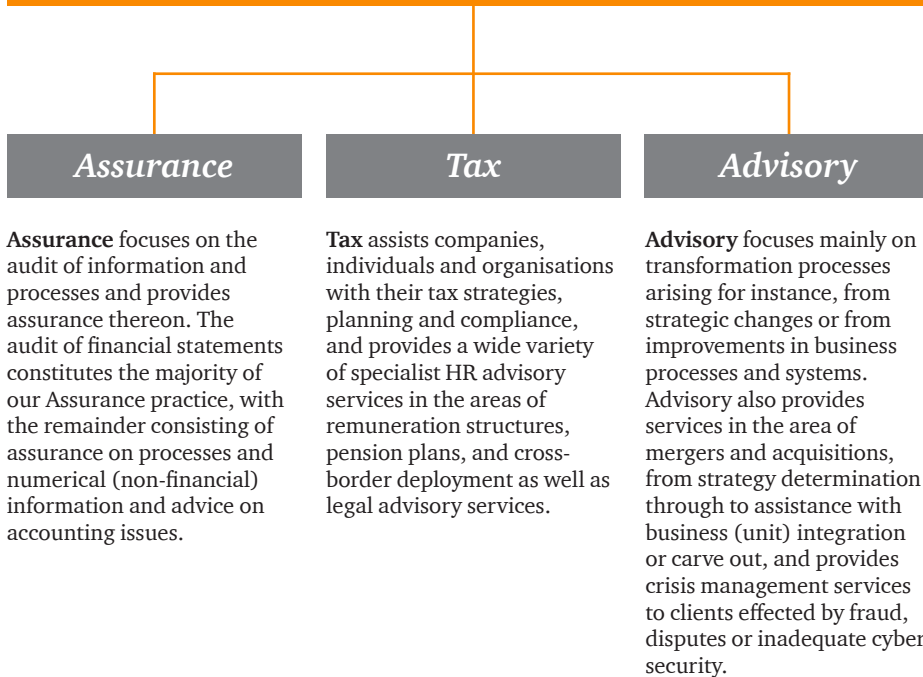 Assurance
Tax
Advisory
Assurance focuses on the
audit of information and
processes and provides
assurance thereon. The
audit of financial statements
constitutes the majority of
our Assurance practice, with
the remainder consisting of
assurance on processes and
numerical (non-financial)
information and advice on
accounting issues.
Tax assists companies,
individuals and organisations
with their tax strategies,
planning and compliance,
and provides a wide variety
of specialist HR advisory
services in the areas of
remuneration structures,
pension plans, and cross-
border deployment as well as
legal advisory services.
Advisory focuses mainly on
transformation processes
arising for instance, from
strategic changes or from
improvements in business
processes and systems.
Advisory also provides
services in the area of
mergers and acquisitions,
from strategy determination
through to assistance with
business (unit) integration
or carve out, and provides
crisis management services
to clients effected by fraud,
disputes or inadequate cyber
security.